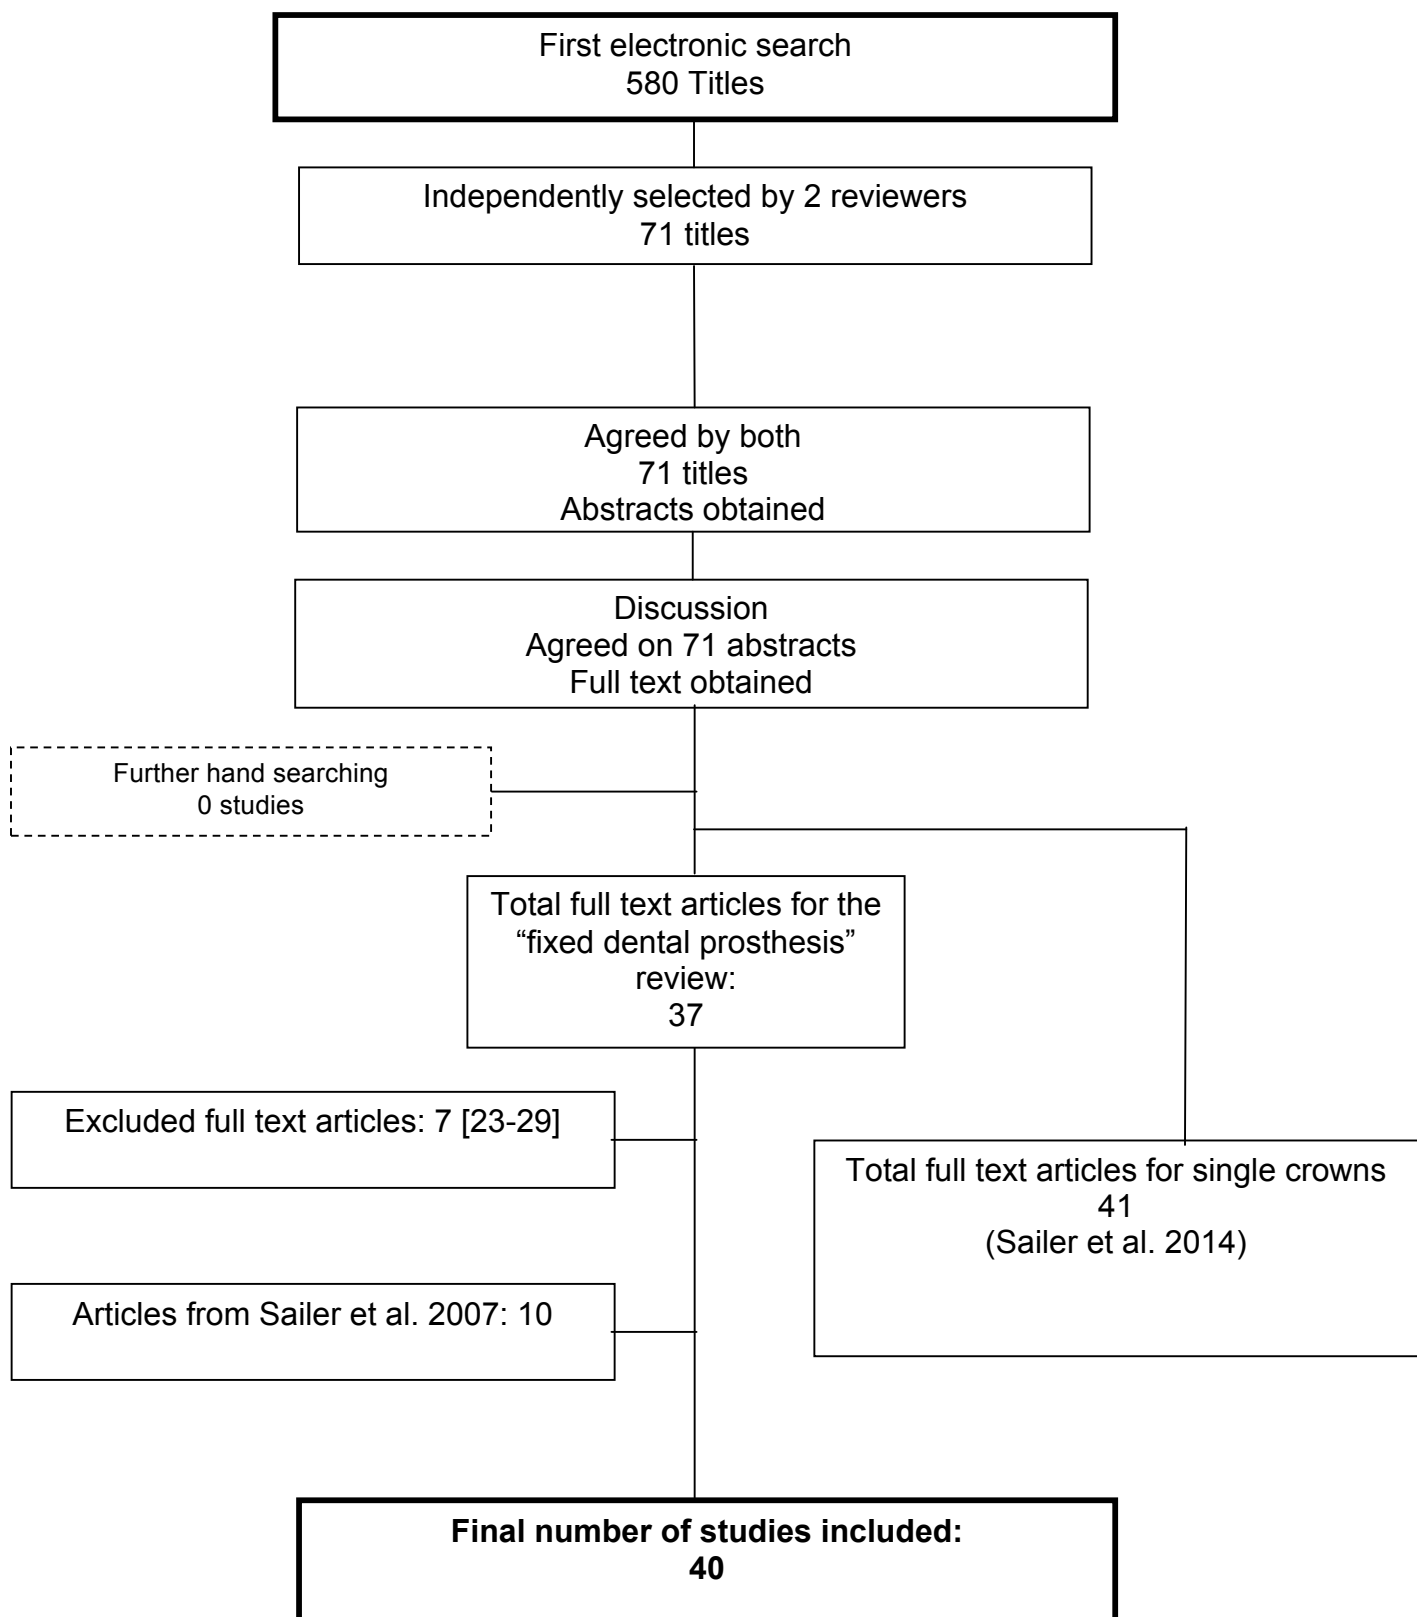 First electronic search
580 Titles
Independently selected by 2 reviewers
71 titles
Agreed by both
71 titles
Abstracts obtained
Discussion
Agreed on 71 abstracts
Full text obtained
Further hand searching
0 studies
Total full text articles for the
“fixed dental prosthesis”
review:
37
Excluded full text articles: 7 [23-29]
Total full text articles for single crowns
41
(Sailer et al. 2014)
Articles from Sailer et al. 2007: 10
Final number of studies included:
40